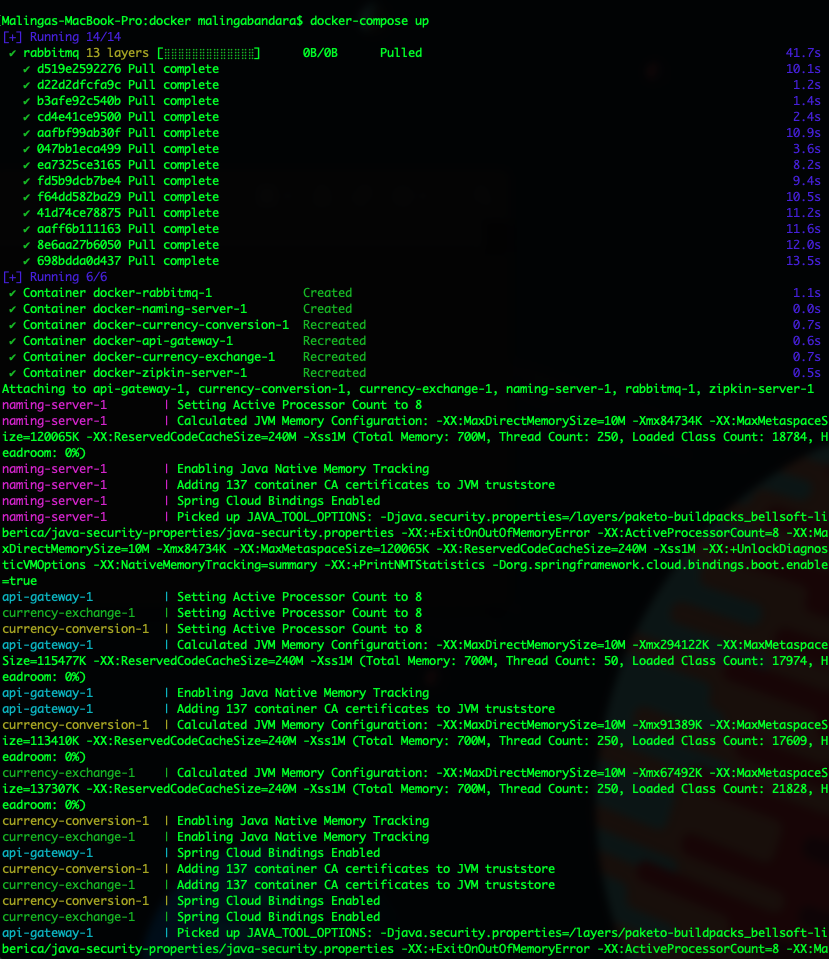 Malingas-MacBook-Pro:docker malingabandara$ docker-compose up
[+] Running 14/14
✔ rabbitmq 13 layers [⣿⣿⣿⣿⣿⣿⣿⣿⣿⣿⣿⣿⣿] 0B/0B Pulled 41.7s
✔ d519e2592276 Pull complete 10.1s
✔ d22d2dfcfa9c Pull complete 1.2s
✔ b3afe92c540b Pull complete 1.4s
✔ cd4e41ce9500 Pull complete 2.4s
✔ aafbf99ab30f Pull complete 10.9s
✔ 047bb1eca499 Pull complete 3.6s
✔ ea7325ce3165 Pull complete 8.2s
✔ fd5b9dcb7be4 Pull complete 9.4s
✔ f64dd582ba29 Pull complete 10.5s
✔ 41d74ce78875 Pull complete 11.2s
✔ aaff6b111163 Pull complete 11.6s
✔ 8e6aa27b6050 Pull complete 12.0s
✔ 698bdda0d437 Pull complete 13.5s
[+] Running 6/6
✔ Container docker-rabbitmq-1 Created 1.1s
✔ Container docker-naming-server-1 Created 0.0s
✔ Container docker-currency-conversion-1 Recreated 0.7s
✔ Container docker-api-gateway-1 Recreated 0.6s
✔ Container docker-currency-exchange-1 Recreated 0.7s
✔ Container docker-zipkin-server-1 Recreated 0.5s
Attaching to api-gateway-1, currency-conversion-1, currency-exchange-1, naming-server-1, rabbitmq-1, zipkin-server-1
naming-server-1 | Setting Active Processor Count to 8
naming-server-1 | Calculated JVM Memory Configuration: -XX:MaxDirectMemorySize=10M -Xmx84734K -XX:MaxMetaspaceS
ize=120065K -XX:ReservedCodeCacheSize=240M -Xss1M (Total Memory: 700M, Thread Count: 250, Loaded Class Count: 18784, H
eadroom: 0%)
naming-server-1 | Enabling Java Native Memory Tracking
naming-server-1 | Adding 137 container CA certificates to JVM truststore
naming-server-1 | Spring Cloud Bindings Enabled
naming-server-1 | Picked up JAVA_TOOL_OPTIONS: -Djava.security.properties=/layers/paketo-buildpacks_bellsoft-li
berica/java-security-properties/java-security.properties -XX:+ExitOnOutOfMemoryError -XX:ActiveProcessorCount=8 -XX:Ma
xDirectMemorySize=10M -Xmx84734K -XX:MaxMetaspaceSize=120065K -XX:ReservedCodeCacheSize=240M -Xss1M -XX:+UnlockDiagnos
ticVMOptions -XX:NativeMemoryTracking=summary -XX:+PrintNMTStatistics -Dorg.springframework.cloud.bindings.boot.enable
=true
api-gateway-1 | Setting Active Processor Count to 8
currency-exchange-1 | Setting Active Processor Count to 8
currency-conversion-1 | Setting Active Processor Count to 8
api-gateway-1 | Calculated JVM Memory Configuration: -XX:MaxDirectMemorySize=10M -Xmx294122K -XX:MaxMetaspace
Size=115477K -XX:ReservedCodeCacheSize=240M -Xss1M (Total Memory: 700M, Thread Count: 50, Loaded Class Count: 17974, H
eadroom: 0%)
api-gateway-1 | Enabling Java Native Memory Tracking
api-gateway-1 | Adding 137 container CA certificates to JVM truststore
currency-conversion-1 | Calculated JVM Memory Configuration: -XX:MaxDirectMemorySize=10M -Xmx91389K -XX:MaxMetaspaceS
ize=113410K -XX:ReservedCodeCacheSize=240M -Xss1M (Total Memory: 700M, Thread Count: 250, Loaded Class Count: 17609, H
eadroom: 0%)
currency-exchange-1 | Calculated JVM Memory Configuration: -XX:MaxDirectMemorySize=10M -Xmx67492K -XX:MaxMetaspaceS
ize=137307K -XX:ReservedCodeCacheSize=240M -Xss1M (Total Memory: 700M, Thread Count: 250, Loaded Class Count: 21828, H
eadroom: 0%)
currency-conversion-1 | Enabling Java Native Memory Tracking
currency-exchange-1 | Enabling Java Native Memory Tracking
api-gateway-1 | Spring Cloud Bindings Enabled
currency-conversion-1 | Adding 137 container CA certificates to JVM truststore
currency-exchange-1 | Adding 137 container CA certificates to JVM truststore
currency-conversion-1 | Spring Cloud Bindings Enabled
currency-exchange-1 | Spring Cloud Bindings Enabled
api-gateway-1 | Picked up JAVA_TOOL_OPTIONS: -Djava.security.properties=/layers/paketo-buildpacks_bellsoft-li
berica/java-security-properties/java-security.properties -XX:+ExitOnOutOfMemoryError -XX:ActiveProcessorCount=8 -XX:Ma